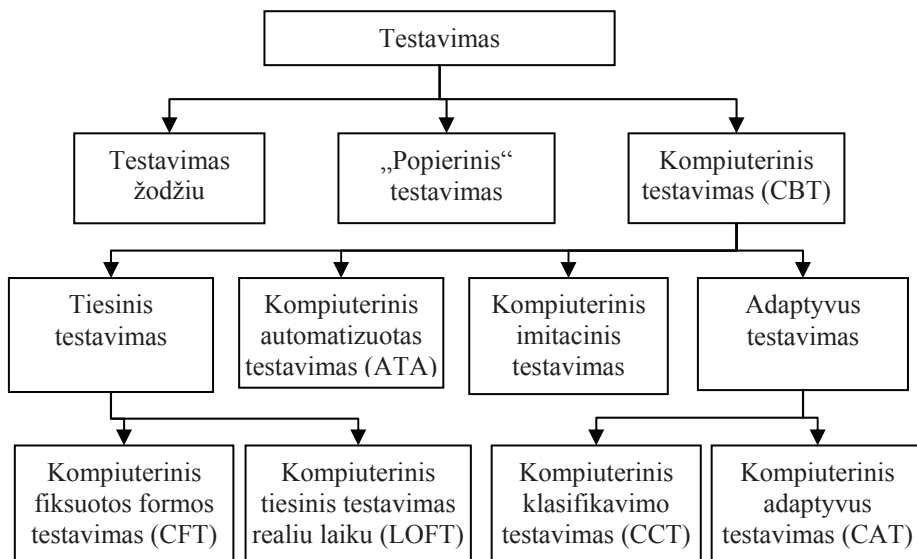 Testavimas
Testavimas
žodžiu
„Popierinis“
testavimas
Kompiuterinis
testavimas (CBT)
Tiesinis
testavimas
Kompiuterinis
automatizuotas
testavimas (ATA)
Kompiuterinis
imitacinis
testavimas
Adaptyvus
testavimas
Kompiuterinis
fiksuotos formos
testavimas (CFT)
Kompiuterinis
tiesinis testavimas
realiu laiku (LOFT)
Kompiuterinis
klasifikavimo
testavimas (CCT)
Kompiuterinis
adaptyvus
testavimas (CAT)